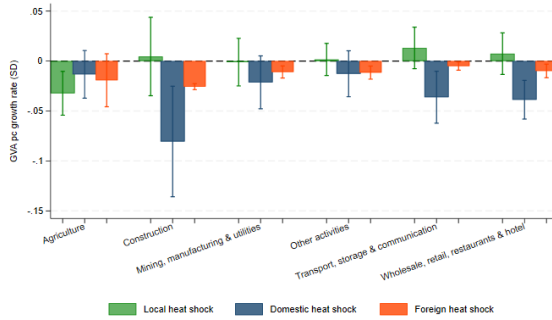 GVA pc growth rate (SD)
.05
0
-.05
-.1
-.15
Agriculture
Construction
Mining, manufacturing & utilities
Other activities
Transport, storage & communication
Wholesale, retail, restaurants & hotel
Local heat shock
Domestic heat shock
Foreign heat shock